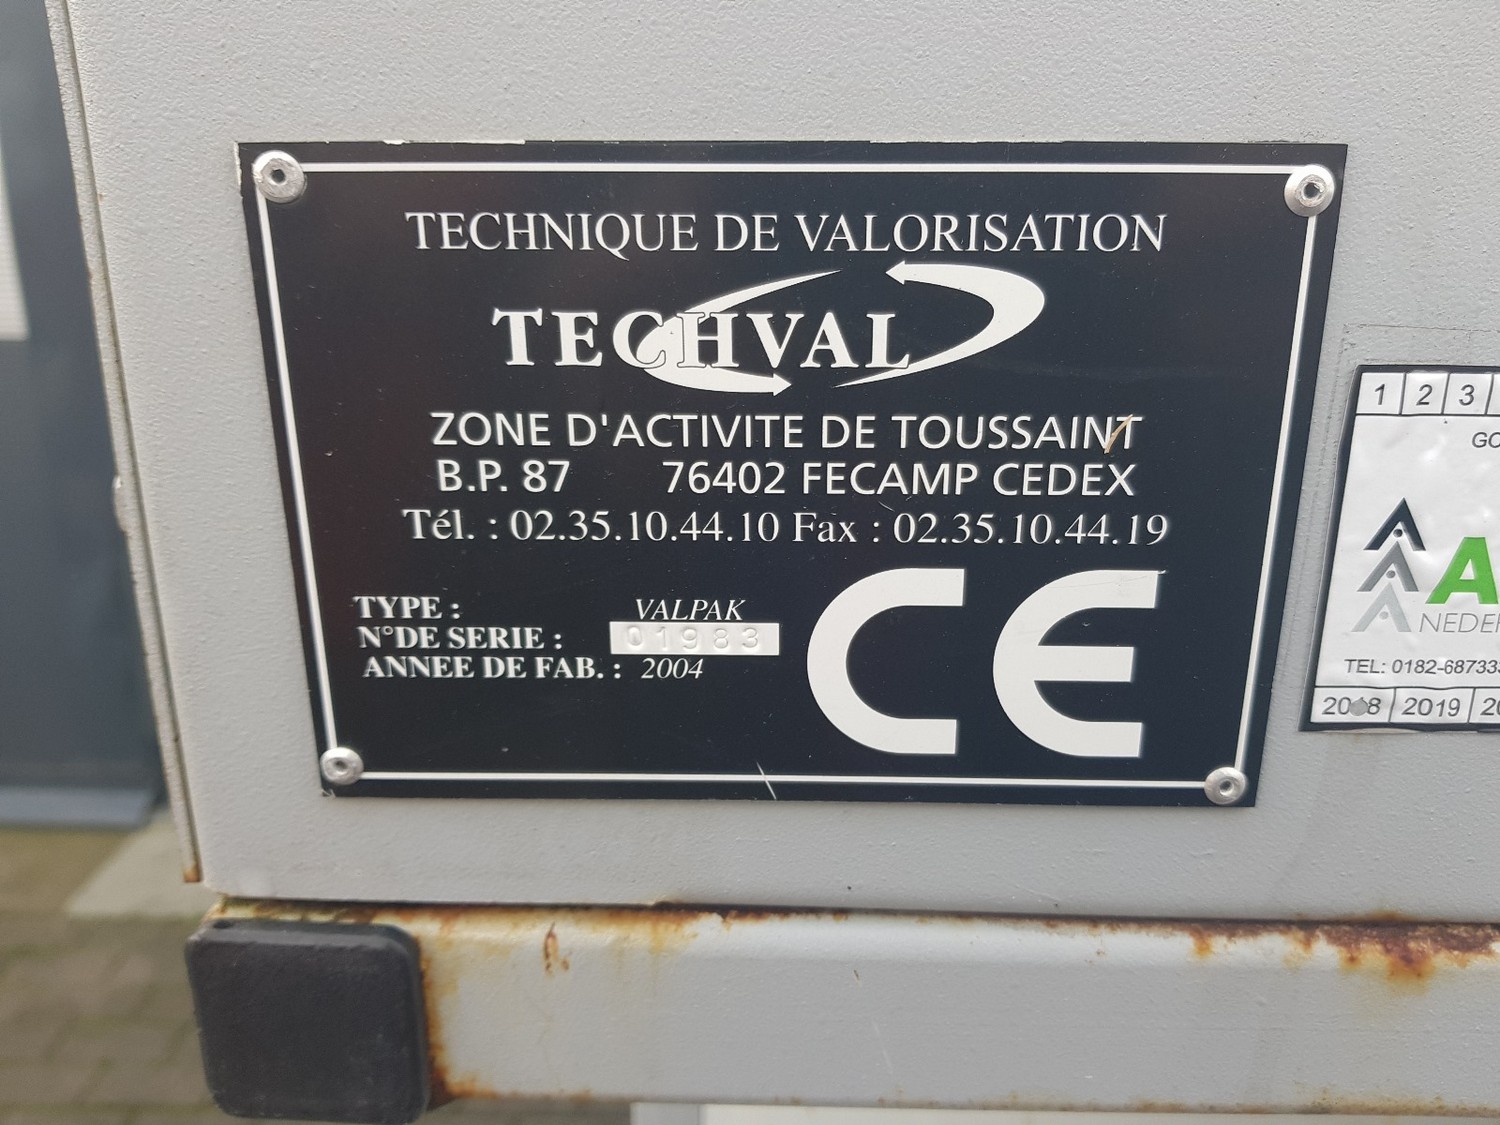 TECHNIQUE DE VALORISATION
TECHVAL
ZONE D'ACTIVITE DE TOUSSAINT
B.P. 87 76402 FECAMP CEDEX
Tél. : 02.35.10.44.10 Fax : 02.35.10.44.19
TYPE : VALPAK
N°DE SERIE : 01983
ANNEE DE FAB. : 2004
CE
1 2 3
TEL: 0182-687333
2018 2019